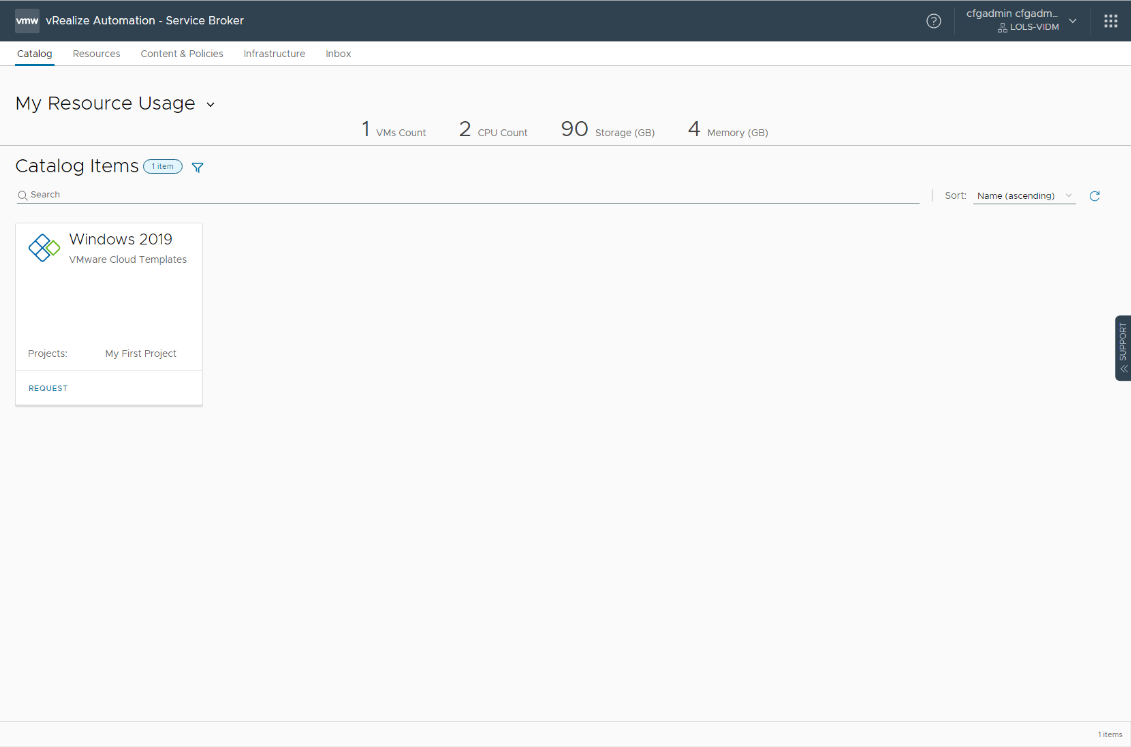 vmw vRealize Automation - Service Broker
cfgadmin cfgadm...
LOLS-VIDM
Catalog Resources Content & Policies Infrastructure Inbox
My Resource Usage
1 VMs Count 2 CPU Count 90 Storage (GB) 4 Memory (GB)
Catalog Items 1 item
Search
Sort: Name (ascending)
Windows 2019
VMware Cloud Templates
Projects: My First Project
REQUEST
SUPPORT
1 items